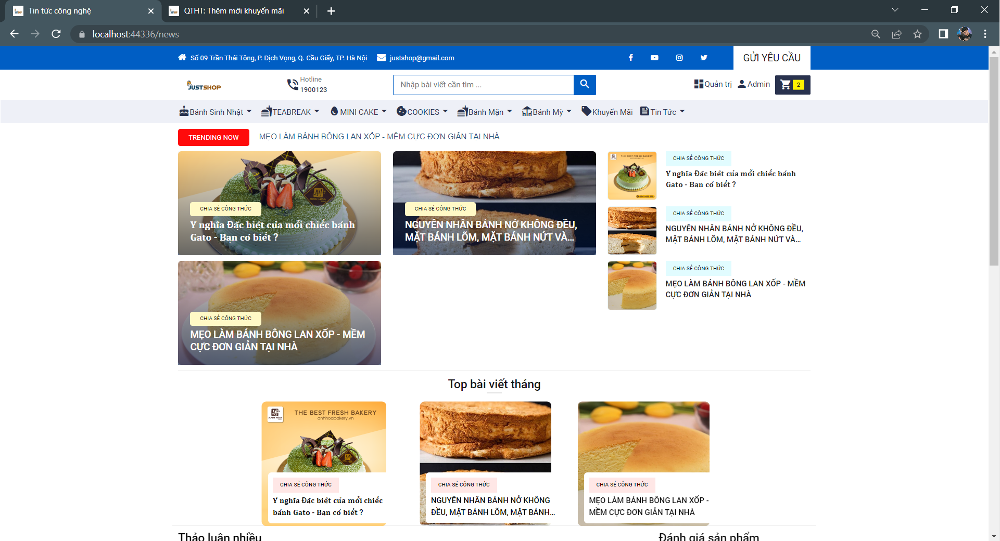 Tin tức công nghệ
QTHT: Thêm mới khuyến mãi
localhost:44336/news
Số 09 Trần Thái Tông, P. Dịch Vọng, Q. Cầu Giấy, TP. Hà Nội
justshop@gmail.com
GỬI YÊU CẦU
JUSTSHOP
Hotline
1900123
Nhập bài viết cần tìm ...
Quản trị
Admin
2
Bánh Sinh Nhật
TEABREAK
MINI CAKE
COOKIES
Bánh Mặn
Bánh Mỳ
Khuyến Mãi
Tin Tức
TRENDING NOW
MẸO LÀM BÁNH BÔNG LAN XỐP - MỀM CỰC ĐƠN GIẢN TẠI NHÀ
ANH HOA
CHIA SẺ CÔNG THỨC
Ý nghĩa Đặc biệt của mỗi chiếc bánh
Gato - Bạn có biết ?
CHIA SẺ CÔNG THỨC
NGUYÊN NHÂN BÁNH NỞ KHÔNG ĐỀU,
MẶT BÁNH LÕM, MẶT BÁNH NỨT VÀ...
CHIA SẺ CÔNG THỨC
MẸO LÀM BÁNH BÔNG LAN XỐP - MỀM
CỰC ĐƠN GIẢN TẠI NHÀ
THE BEST FRESH BAKERY
CHIA SẺ CÔNG THỨC
Ý nghĩa Đặc biệt của mỗi chiếc bánh
Gato - Bạn có biết ?
CHIA SẺ CÔNG THỨC
NGUYÊN NHÂN BÁNH NỞ KHÔNG ĐỀU,
MẶT BÁNH LÕM, MẶT BÁNH NỨT VÀ...
CHIA SẺ CÔNG THỨC
MẸO LÀM BÁNH BÔNG LAN XỐP - MỀM
CỰC ĐƠN GIẢN TẠI NHÀ
Top bài viết tháng
ANH HOA
THE BEST FRESH BAKERY
anhhoabakery.vn
CHIA SẺ CÔNG THỨC
Ý nghĩa Đặc biệt của mỗi chiếc
bánh Gato - Bạn có biết ?
CHIA SẺ CÔNG THỨC
NGUYÊN NHÂN BÁNH NỞ KHÔNG
ĐỀU, MẶT BÁNH LÕM, MẶT BÁNH...
CHIA SẺ CÔNG THỨC
MẸO LÀM BÁNH BÔNG LAN XỐP -
MỀM CỰC ĐƠN GIẢN TẠI NHÀ
Thảo luận nhiều
Đánh giá sản phẩm